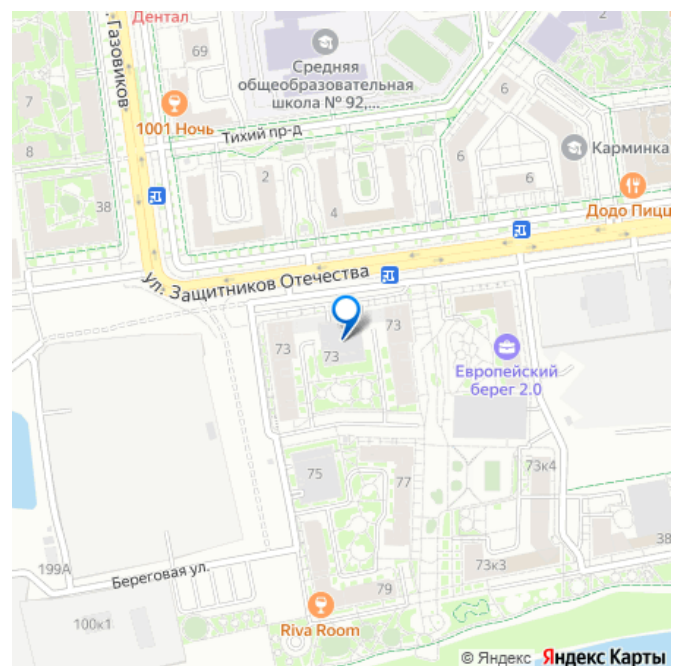 Дентал
2
69
. Газовиков
Средняя
общеобразовательная
школа № 92,...
7
1001 Ночь
6
Тихий пр-д
8
6
Карминка
2
6
38
4
Додо Пицц
Ул. Защитников Отечества
73
73
73
Европейский
берег 2.0
75
73к4
77
199А
Береговая ул.
38
73к3
79
100к1
Riva Room
© Яндекс Яндекс Карты